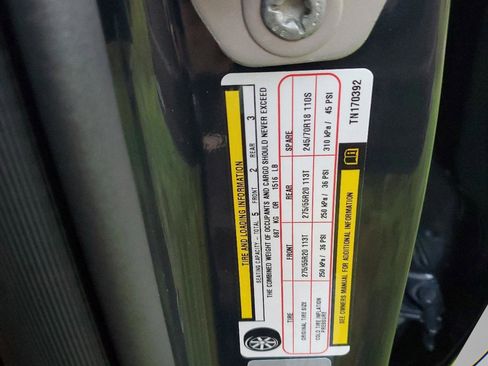 TIRE AND LOADING INFORMATION
SEATING CAPACITY - TOTAL 5 FRONT 2 REAR 3
THE COMBINED WEIGHT OF OCCUPANTS AND CARGO SHOULD NEVER EXCEED
687 KG OR 1516 LB
TIRE FRONT REAR SPARE
ORIGINAL TIRE SIZE 275/55R20 113T 275/55R20 113T 245/70R18 110S
COLD TIRE INFLATION PRESSURE 250 kPa / 36 PSI 250 kPa / 36 PSI 310 kPa / 45 PSI
SEE OWNERS MANUAL FOR ADDITIONAL INFORMATION
TN170392